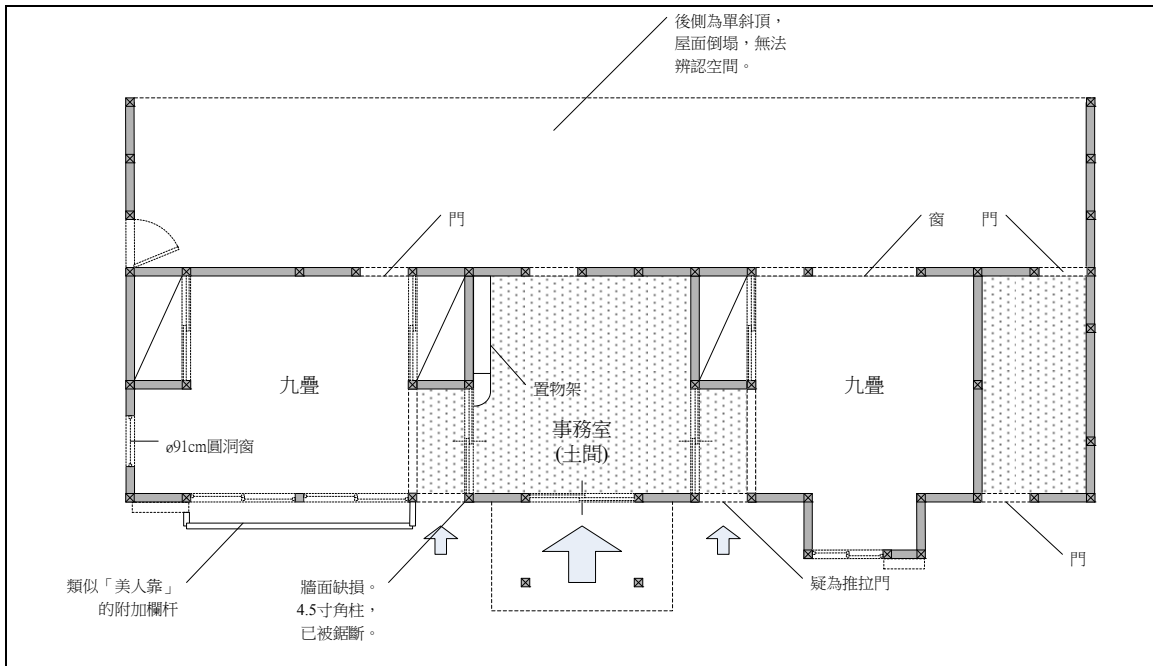 後側為單斜頂，
屋面倒塌，無法
辨認空間。
門
窗
門
九疊
置物架
九疊
事務室
(土間)
ø91cm圓洞窗
類似「美人靠」
的附加欄杆
牆面缺損。
4.5寸角柱，
已被鋸斷。
疑為推拉門
門